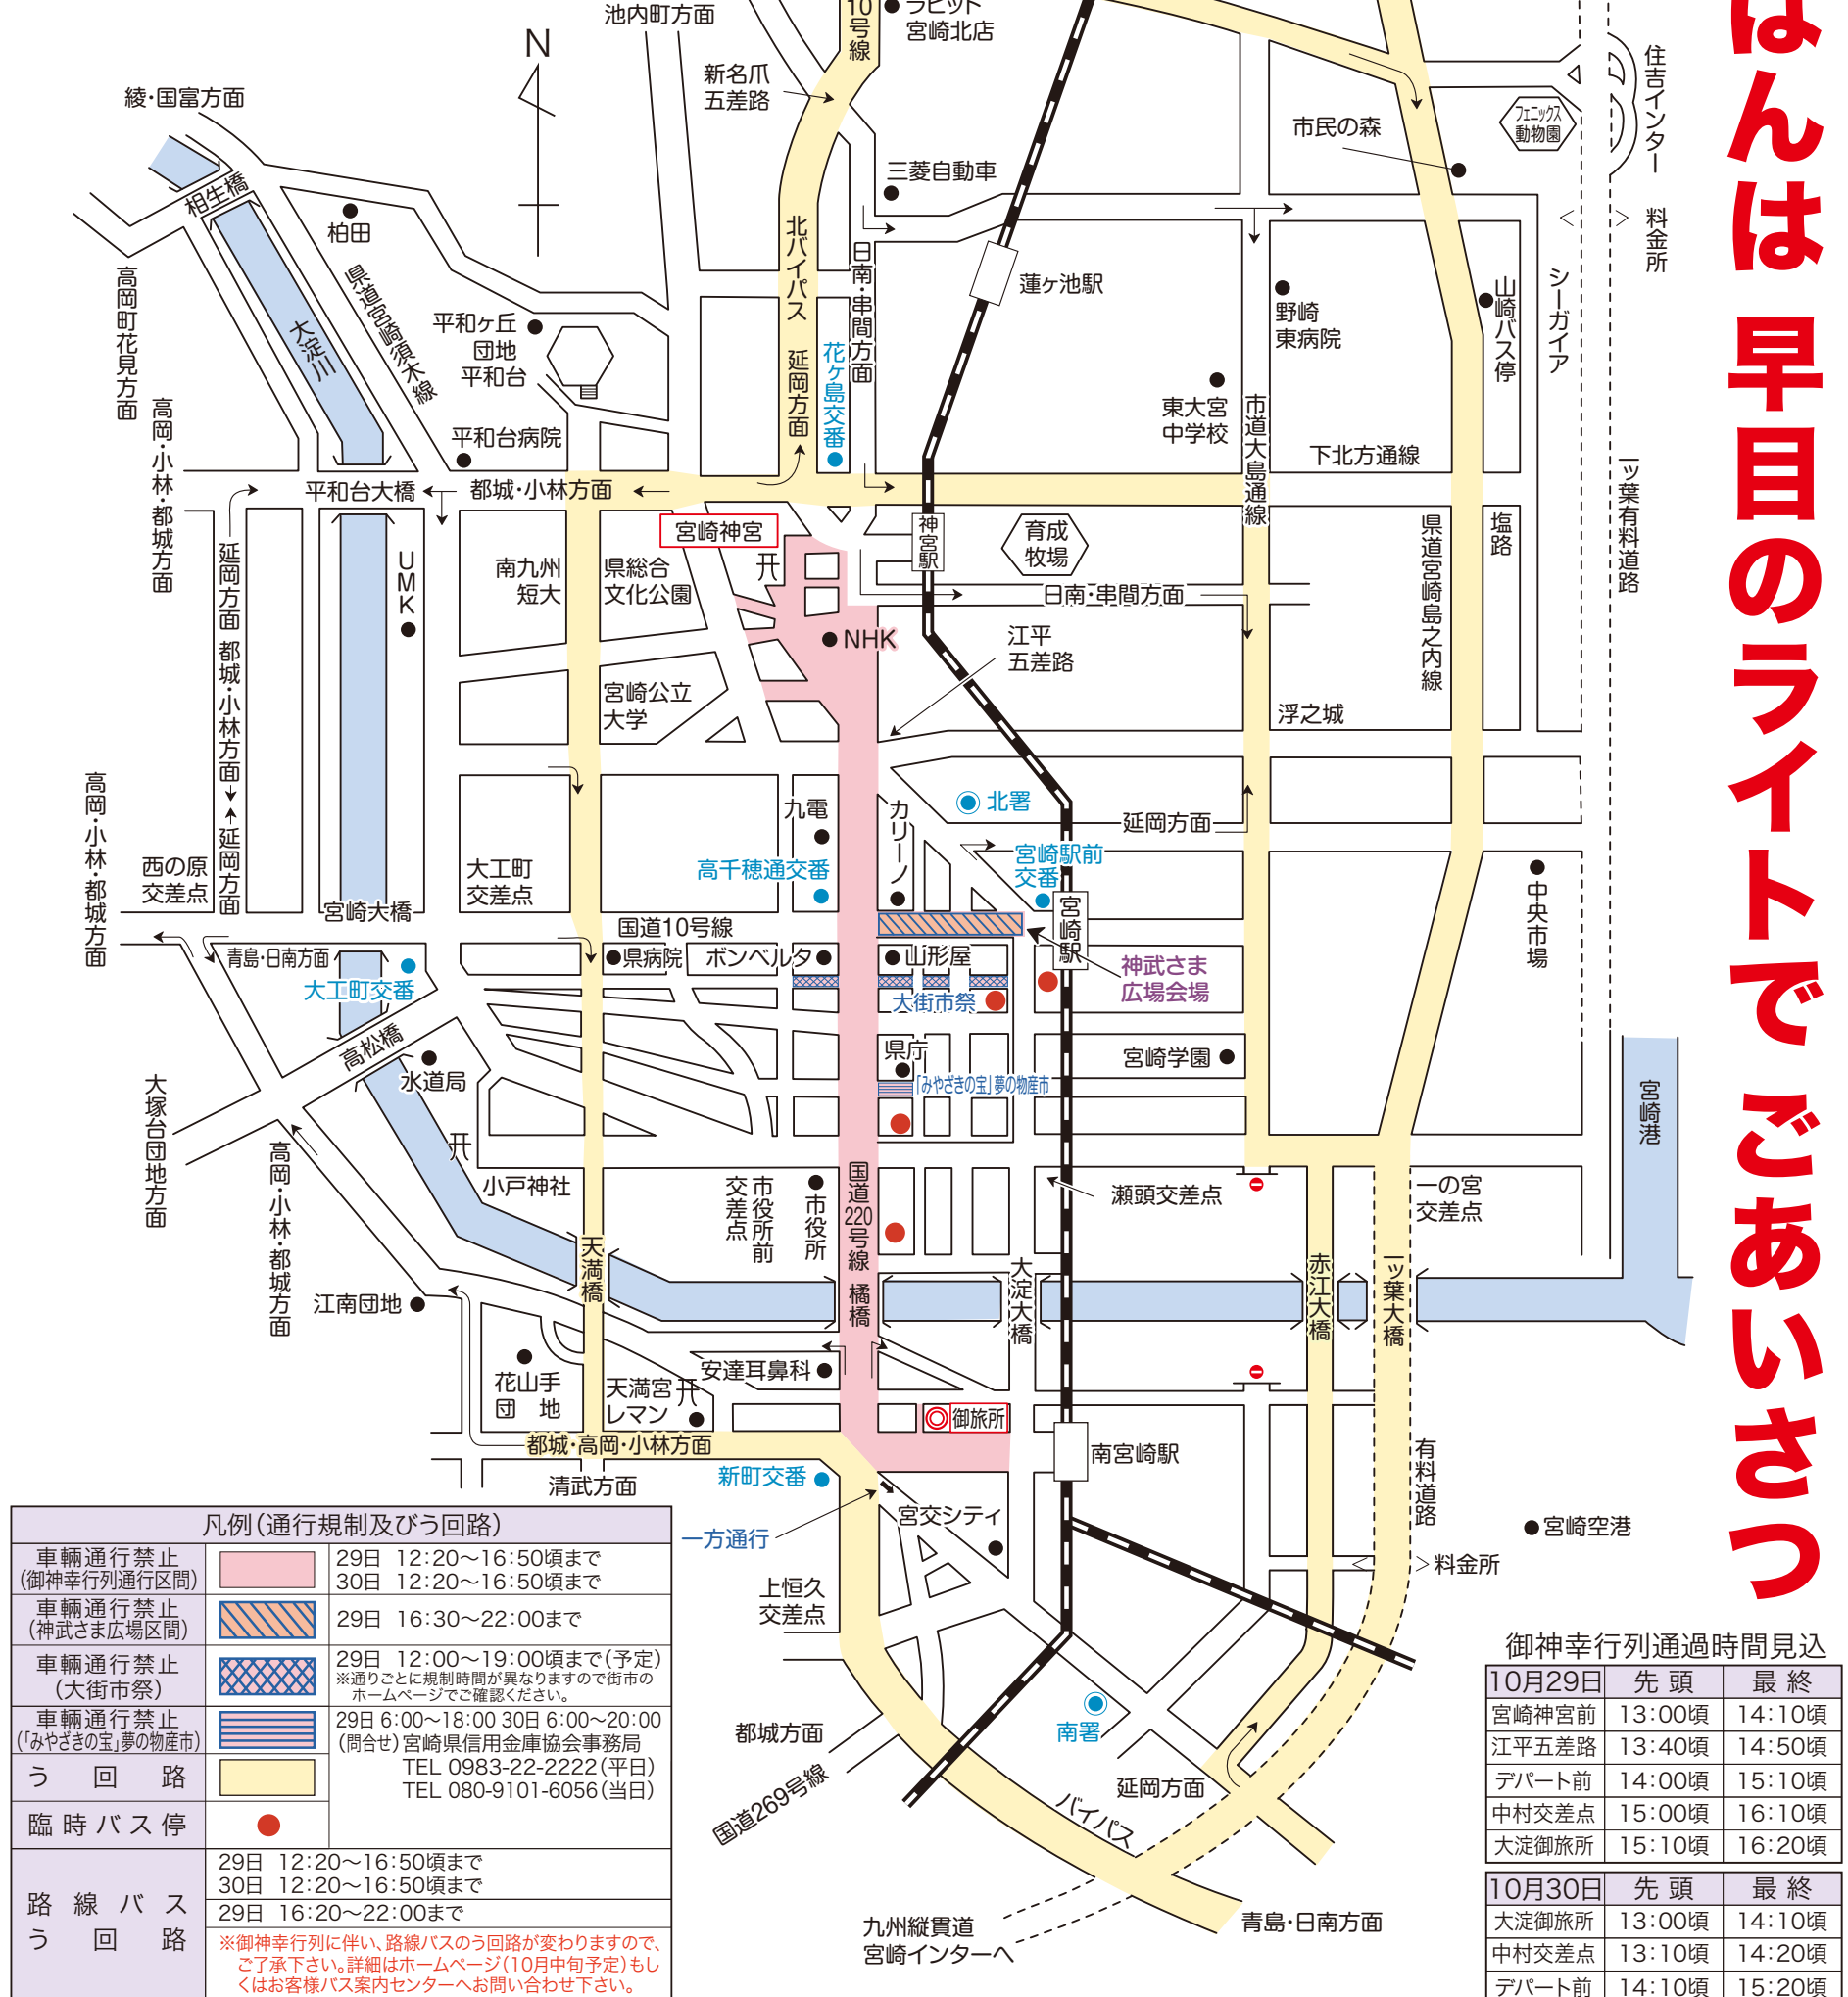 池内町方面
10号線
ラビット
宮崎北店
新名爪
五差路
N
綾・国富方面
住吉インター
フェニックス
動物園
市民の森
三菱自動車
相生橋
柏田
北バイパス
日南・串間方面
料金所
シーガイア
高岡町花見方面
大淀川
県道宮崎須木線
平和ヶ丘
団地
平和台
蓮ヶ池駅
野崎
東病院
山崎バス停
延岡方面
花ヶ島交番
東大宮
中学校
市道大島通線
下北方通線
高岡・小林・都城方面
平和台病院
平和台大橋
都城・小林方面
一ッ葉有料道路
塩路
県道宮崎島之内線
宮崎神宮
神宮駅
育成
牧場
延岡方面
都城・小林方面
延岡方面
UMK
南九州
短大
県総合
文化公園
日南・串間方面
NHK
江平
五差路
宮崎公立
大学
浮之城
高岡・小林・都城方面
西の原
交差点
大工町
交差点
九電
カリーノ
北署
延岡方面
高千穂通交番
宮崎駅前
交番
宮崎駅
中央市場
宮崎大橋
国道10号線
青島・日南方面
大工町交番
県病院
ボンベルタ
山形屋
神武さま
広場会場
大街市祭
高松橋
水道局
県庁
宮崎学園
「みやざきの宝」夢の物産市
宮崎港
大塚台団地方面
高岡・小林・都城方面
小戸神社
市役所前
交差点
市役所
国道220号線
橘橋
瀬頭交差点
一の宮
交差点
天満橋
大淀大橋
赤江大橋
一ッ葉大橋
江南団地
花山手
団地
天満宮
レマン
安達耳鼻科
御旅所
都城・高岡・小林方面
清武方面
新町交番
南宮崎駅
有料道路
一方通行
宮交シティ
宮崎空港
料金所
上恒久
交差点
都城方面
南署
国道269号線
延岡方面
バイパス
九州縦貫道
宮崎インターへ
青島・日南方面
はんは 早目のライトで ごあいさつ
凡例(通行規制及びう回路)
車輌通行禁止
(御神幸行列通行区間)
29日 12:20〜16:50頃まで
30日 12:20〜16:50頃まで
車輌通行禁止
(神武さま広場区間)
29日 16:30〜22:00まで
車輌通行禁止
(大街市祭)
29日 12:00〜19:00頃まで(予定)
※通りごとに規制時間が異なりますので街市の
ホームページでご確認ください。
車輌通行禁止
(「みやざきの宝」夢の物産市)
29日 6:00〜18:00 30日 6:00〜20:00
(問合せ)宮崎県信用金庫協会事務局
TEL 0983-22-2222(平日)
TEL 080-9101-6056(当日)
う回路
臨時バス停
路線バス
う回路
29日 12:20〜16:50頃まで
30日 12:20〜16:50頃まで
29日 16:20〜22:00まで
※御神幸行列に伴い、路線バスのう回路が変わりますので、
ご了承下さい。詳細はホームページ(10月中旬予定)もし
くはお客様バス案内センターへお問い合わせ下さい。
御神幸行列通過時間見込
10月29日 先頭 最終
宮崎神宮前 13:00頃 14:10頃
江平五差路 13:40頃 14:50頃
デパート前 14:00頃 15:10頃
中村交差点 15:00頃 16:10頃
大淀御旅所 15:10頃 16:20頃
10月30日 先頭 最終
大淀御旅所 13:00頃 14:10頃
中村交差点 13:10頃 14:20頃
デパート前 14:10頃 15:20頃